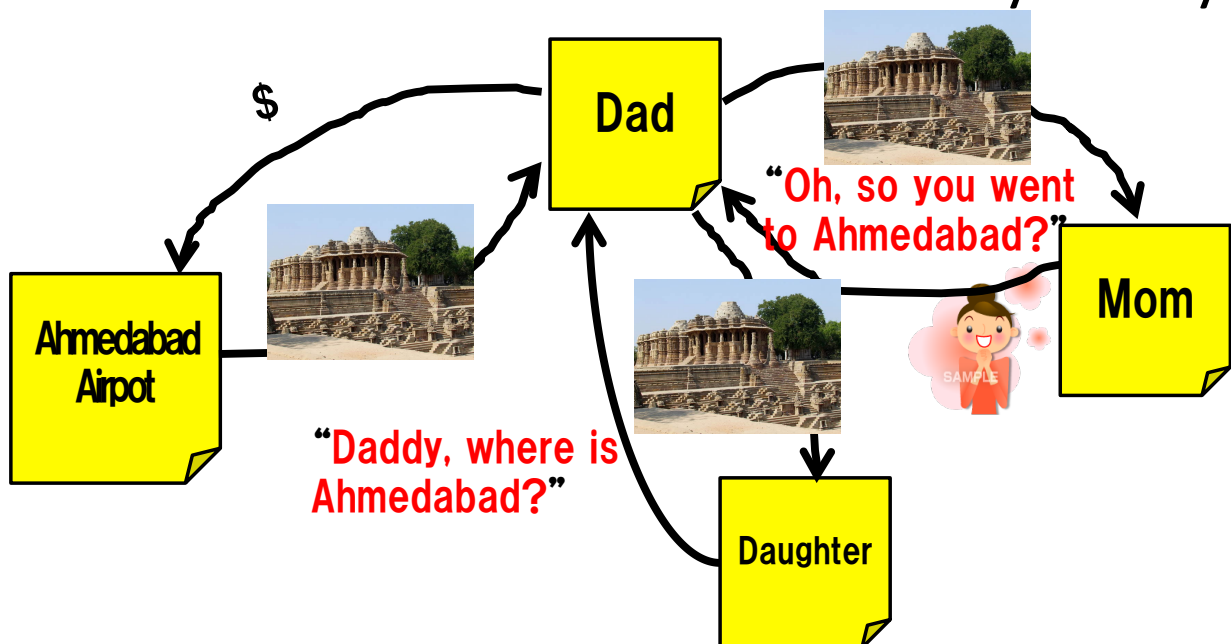 $
Dad
“Oh, so you went
to Ahmedabad?”
Ahmedabad
Airpot
Mom
SAMPLE
“Daddy, where is
Ahmedabad?”
Daughter